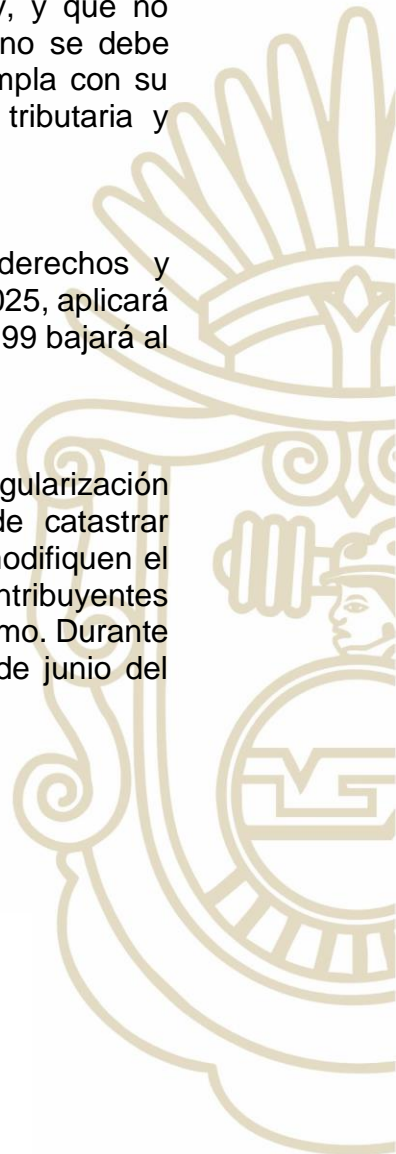 y, y que no
no se debe
mpla con su
tributaria y
derechos y
025, aplicará
99 bajará al
gularización
de catastrar
modifiquen el
ntribuyentes
mo. Durante
de junio del